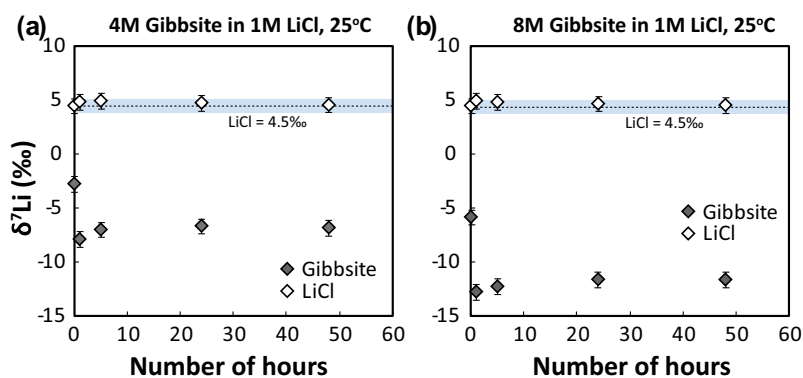 (a) 4M Gibbsite in 1M LiCl, 25°C
(b) 8M Gibbsite in 1M LiCl, 25°C
δ⁷Li (‰)
10
5
0
-5
-10
-15
LiCl = 4.5‰
Gibbsite
LiCl
0 10 20 30 40 50 60
Number of hours
10
5
0
-5
-10
-15
LiCl = 4.5‰
Gibbsite
LiCl
0 10 20 30 40 50 60
Number of hours